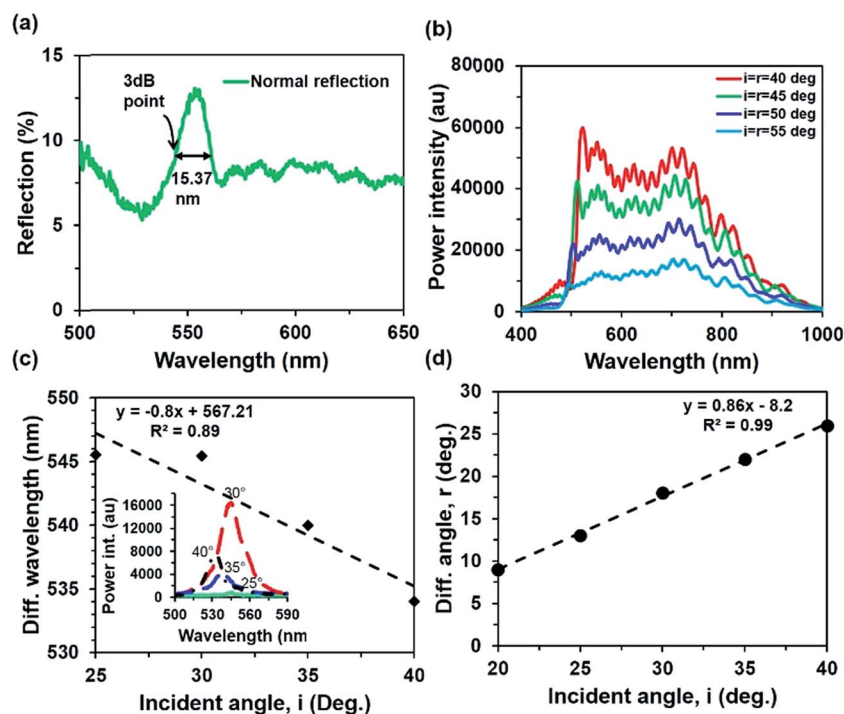 (a)
Reflection (%)
15
10
5
0
3dB
point
Normal reflection
15.37
nm
500
550
600
650
Wavelength (nm)
(b)
Power intensity (au)
80000
60000
40000
20000
0
i=r=40 deg
i=r=45 deg
i=r=50 deg
i=r=55 deg
400
600
800
1000
Wavelength (nm)
(c)
Diff. wavelength (nm)
550
545
540
535
530
y = -0.8x + 567.21
R² = 0.89
Power int. (au)
16000
12000
8000
4000
0
30°
40°
35°
25°
500
530
560
590
Wavelength (nm
25
30
35
40
Incident angle, i (Deg.)
(d)
Diff. angle, r (deg.)
30
25
20
15
10
5
0
y = 0.86x - 8.2
R² = 0.99
20
25
30
35
40
Incident angle, i (deg.)